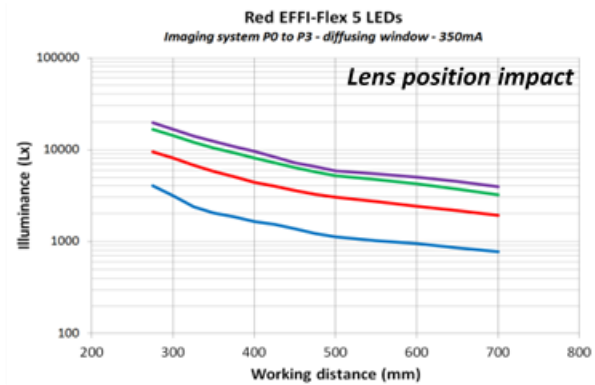 Red EFFI-Flex 5 LEDs
Imaging system P0 to P3 - diffusing window - 350mA
Lens position impact
100000
10000
1000
100
Illuminance (Lx)
200 300 400 500 600 700 800
Working distance (mm)